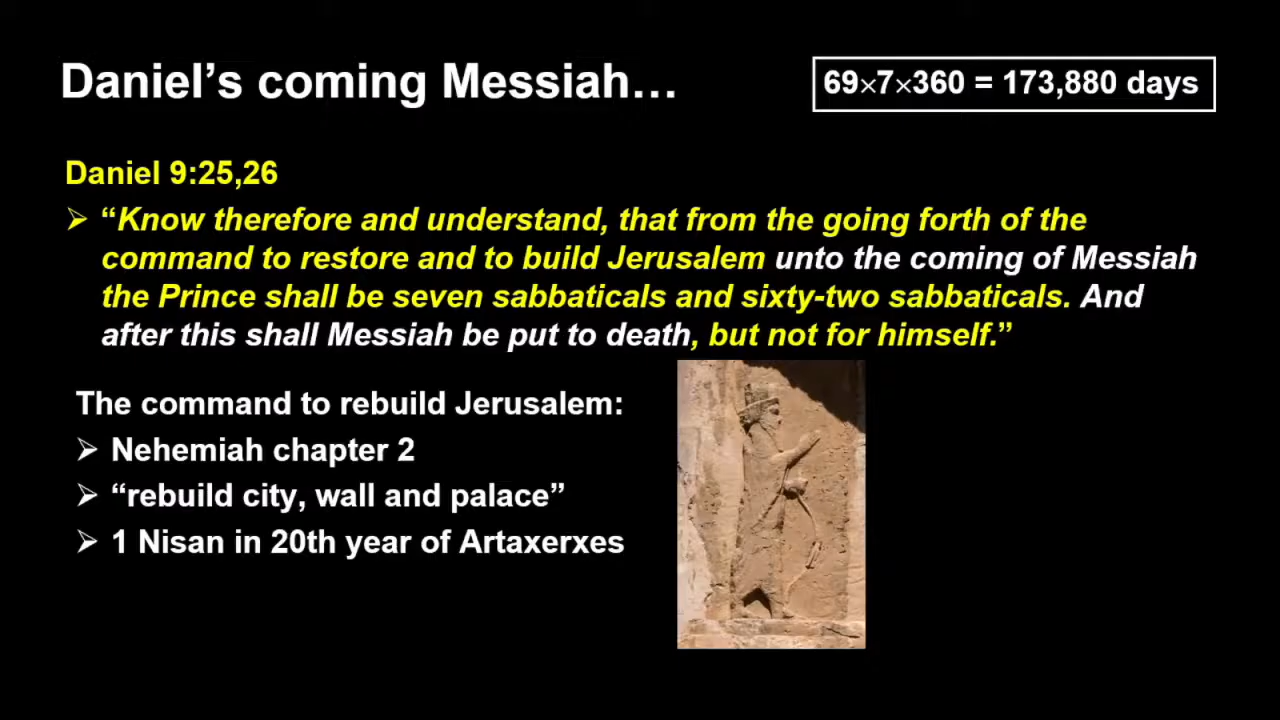 Daniel’s coming Messiah…
69×7×360 = 173,880 days
Daniel 9:25,26
➢ “Know therefore and understand, that from the going forth of the
command to restore and to build Jerusalem unto the coming of Messiah
the Prince shall be seven sabbaticals and sixty-two sabbaticals. And
after this shall Messiah be put to death, but not for himself.”
The command to rebuild Jerusalem:
➢ Nehemiah chapter 2
➢ “rebuild city, wall and palace”
➢ 1 Nisan in 20th year of Artaxerxes